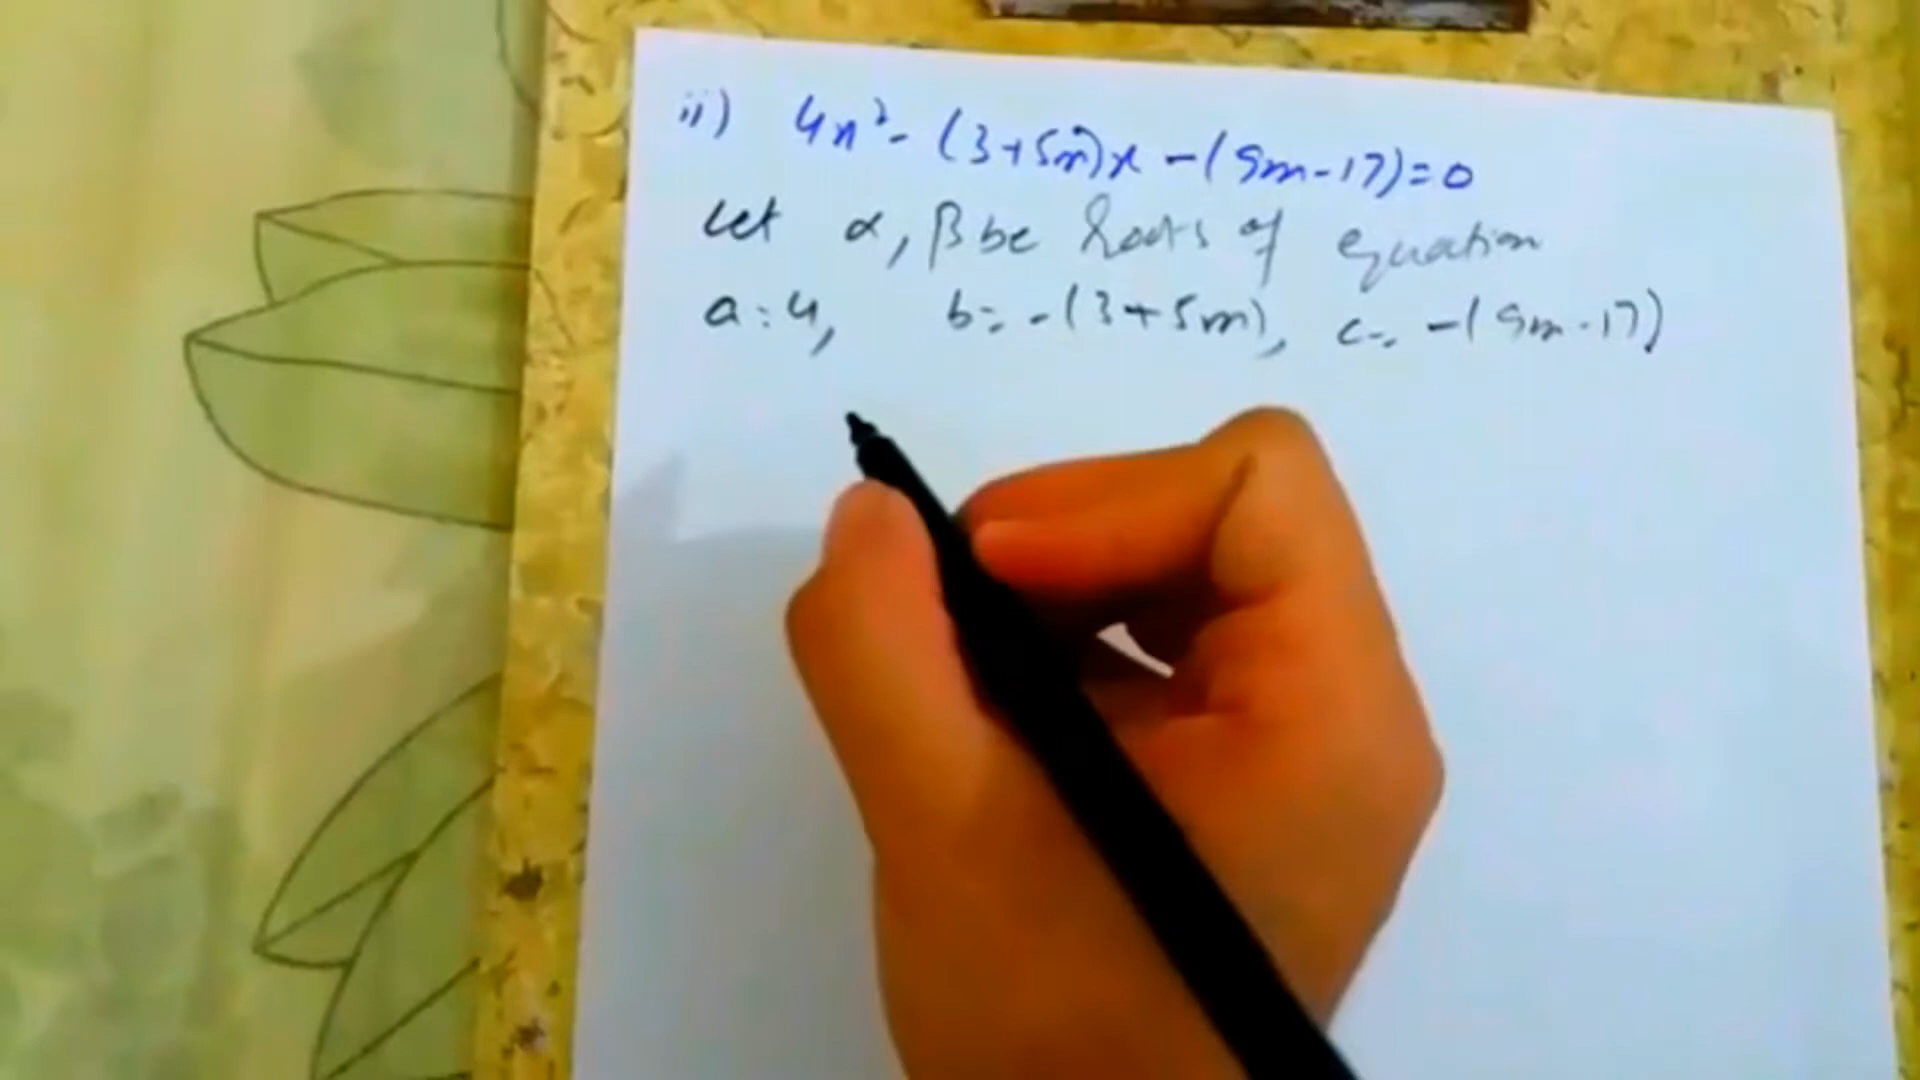 ii) 4x² - (3+5m)x - (9m-17)=0
Let α, β be Roots of equation
a = 4, b = -(3+5m), c = -(9m-17)